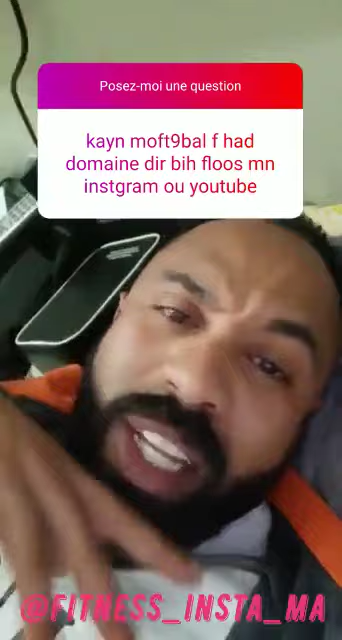 Posez-moi une question
kayn moft9bal f had
domaine dir bih floos mn
instgram ou youtube
@FITNESS_INSTA_MA